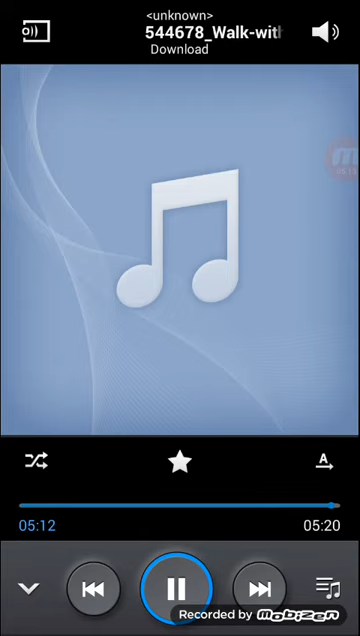 <unknown>
544678_Walk-with
Download
A
05:12
05:20
Recorded by mobizen